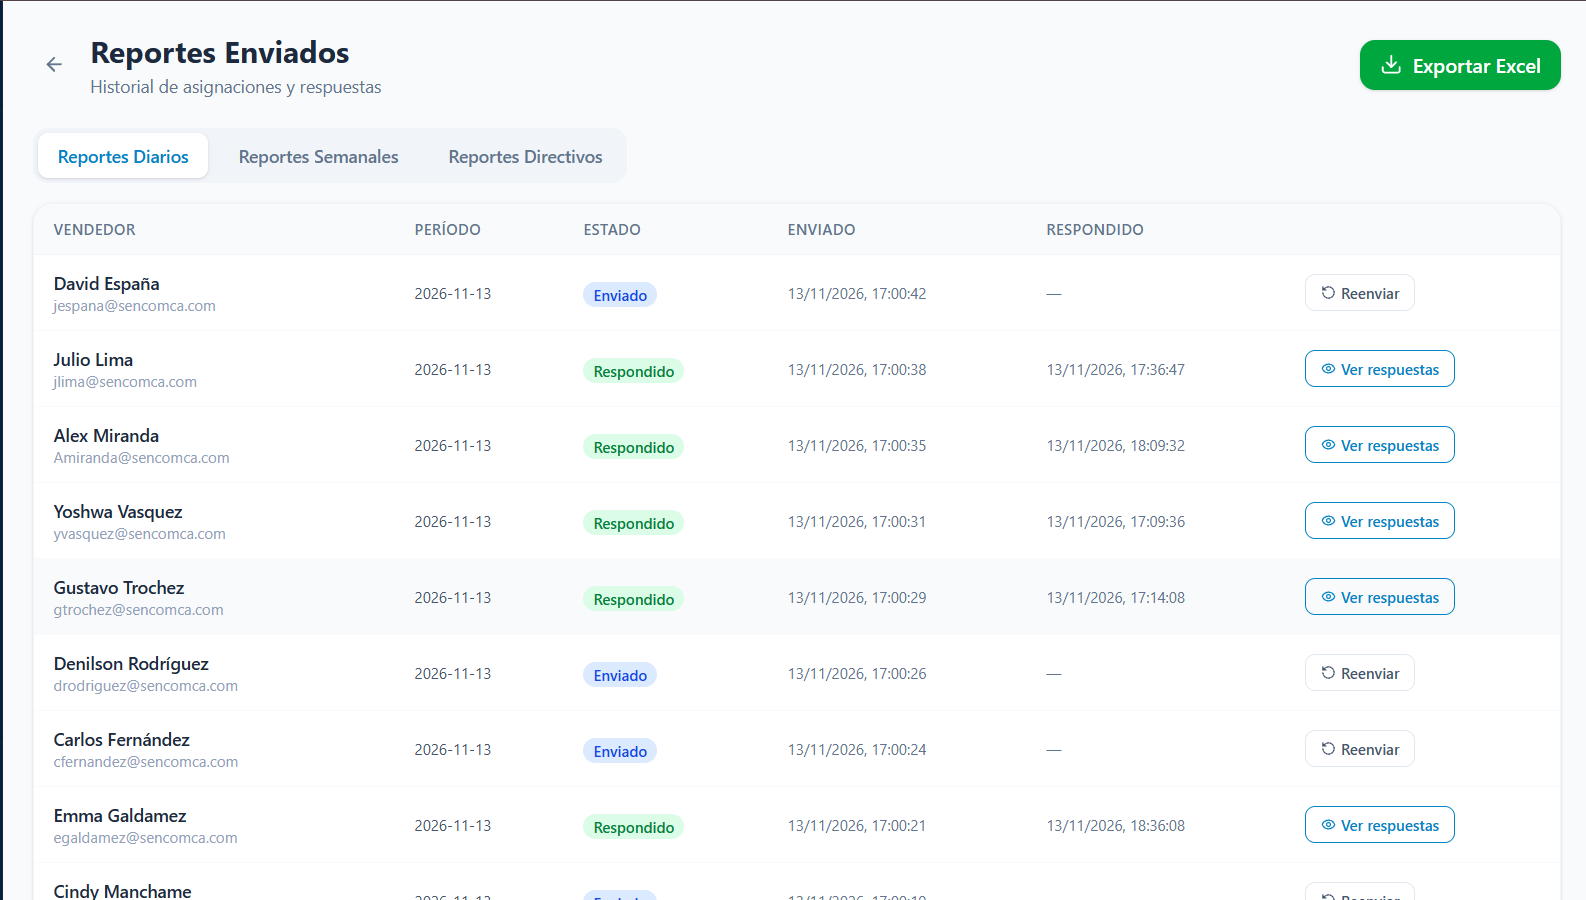 Reportes Enviados
Historial de asignaciones y respuestas
Exportar Excel
Reportes Diarios Reportes Semanales Reportes Directivos
VENDEDOR PERÍODO ESTADO ENVIADO RESPONDIDO
David España
jespana@sencomca.com
2026-11-13 Enviado 13/11/2026, 17:00:42 — Reenviar
Julio Lima
jlima@sencomca.com
2026-11-13 Respondido 13/11/2026, 17:00:38 13/11/2026, 17:36:47 Ver respuestas
Alex Miranda
Amiranda@sencomca.com
2026-11-13 Respondido 13/11/2026, 17:00:35 13/11/2026, 18:09:32 Ver respuestas
Yoshwa Vasquez
yvasquez@sencomca.com
2026-11-13 Respondido 13/11/2026, 17:00:31 13/11/2026, 17:09:36 Ver respuestas
Gustavo Trochez
gtrochez@sencomca.com
2026-11-13 Respondido 13/11/2026, 17:00:29 13/11/2026, 17:14:08 Ver respuestas
Denilson Rodríguez
drodriguez@sencomca.com
2026-11-13 Enviado 13/11/2026, 17:00:26 — Reenviar
Carlos Fernández
cfernandez@sencomca.com
2026-11-13 Enviado 13/11/2026, 17:00:24 — Reenviar
Emma Galdamez
egaldamez@sencomca.com
2026-11-13 Respondido 13/11/2026, 17:00:21 13/11/2026, 18:36:08 Ver respuestas
Cindy Manchame